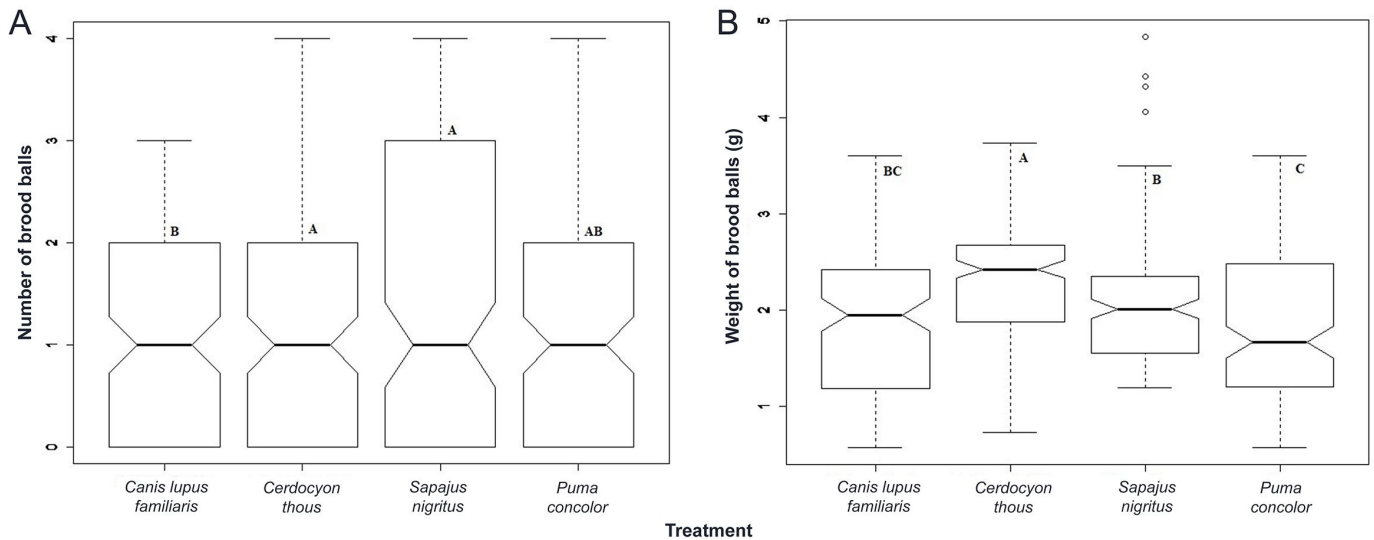 A
Number of brood balls
4
3
2
1
0
B
A
A
AB
Canis lupus
familiaris
Cerdocyon
thous
Sapajus
nigritus
Puma
concolor
B
Weight of brood balls (g)
5
4
3
2
1
BC
A
B
C
Canis lupus
familiaris
Cerdocyon
thous
Sapajus
nigritus
Puma
concolor
Treatment